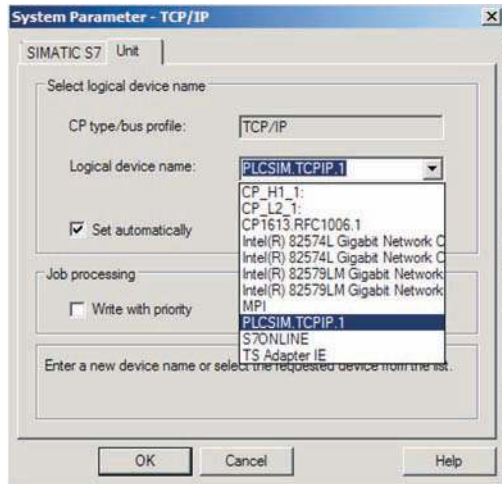 System Parameter - TCP/IP
SIMATIC S7 Unit
Select logical device name
CP type/bus profile: TCP/IP
Logical device name: PLCSIM.TCPIP.1
CP_H1_1:
CP_L2_1:
CP1613.RFC1006.1
Set automatically
Intel(R) 82574L Gigabit Network C
Intel(R) 82574L Gigabit Network C
Intel(R) 82579LM Gigabit Network
Intel(R) 82579LM Gigabit Network
Job processing
MPI
Write with priority
PLCSIM.TCPIP.1
S7ONLINE
TS Adapter IE
Enter a new device name or select the requested device from the list.
OK Cancel Help